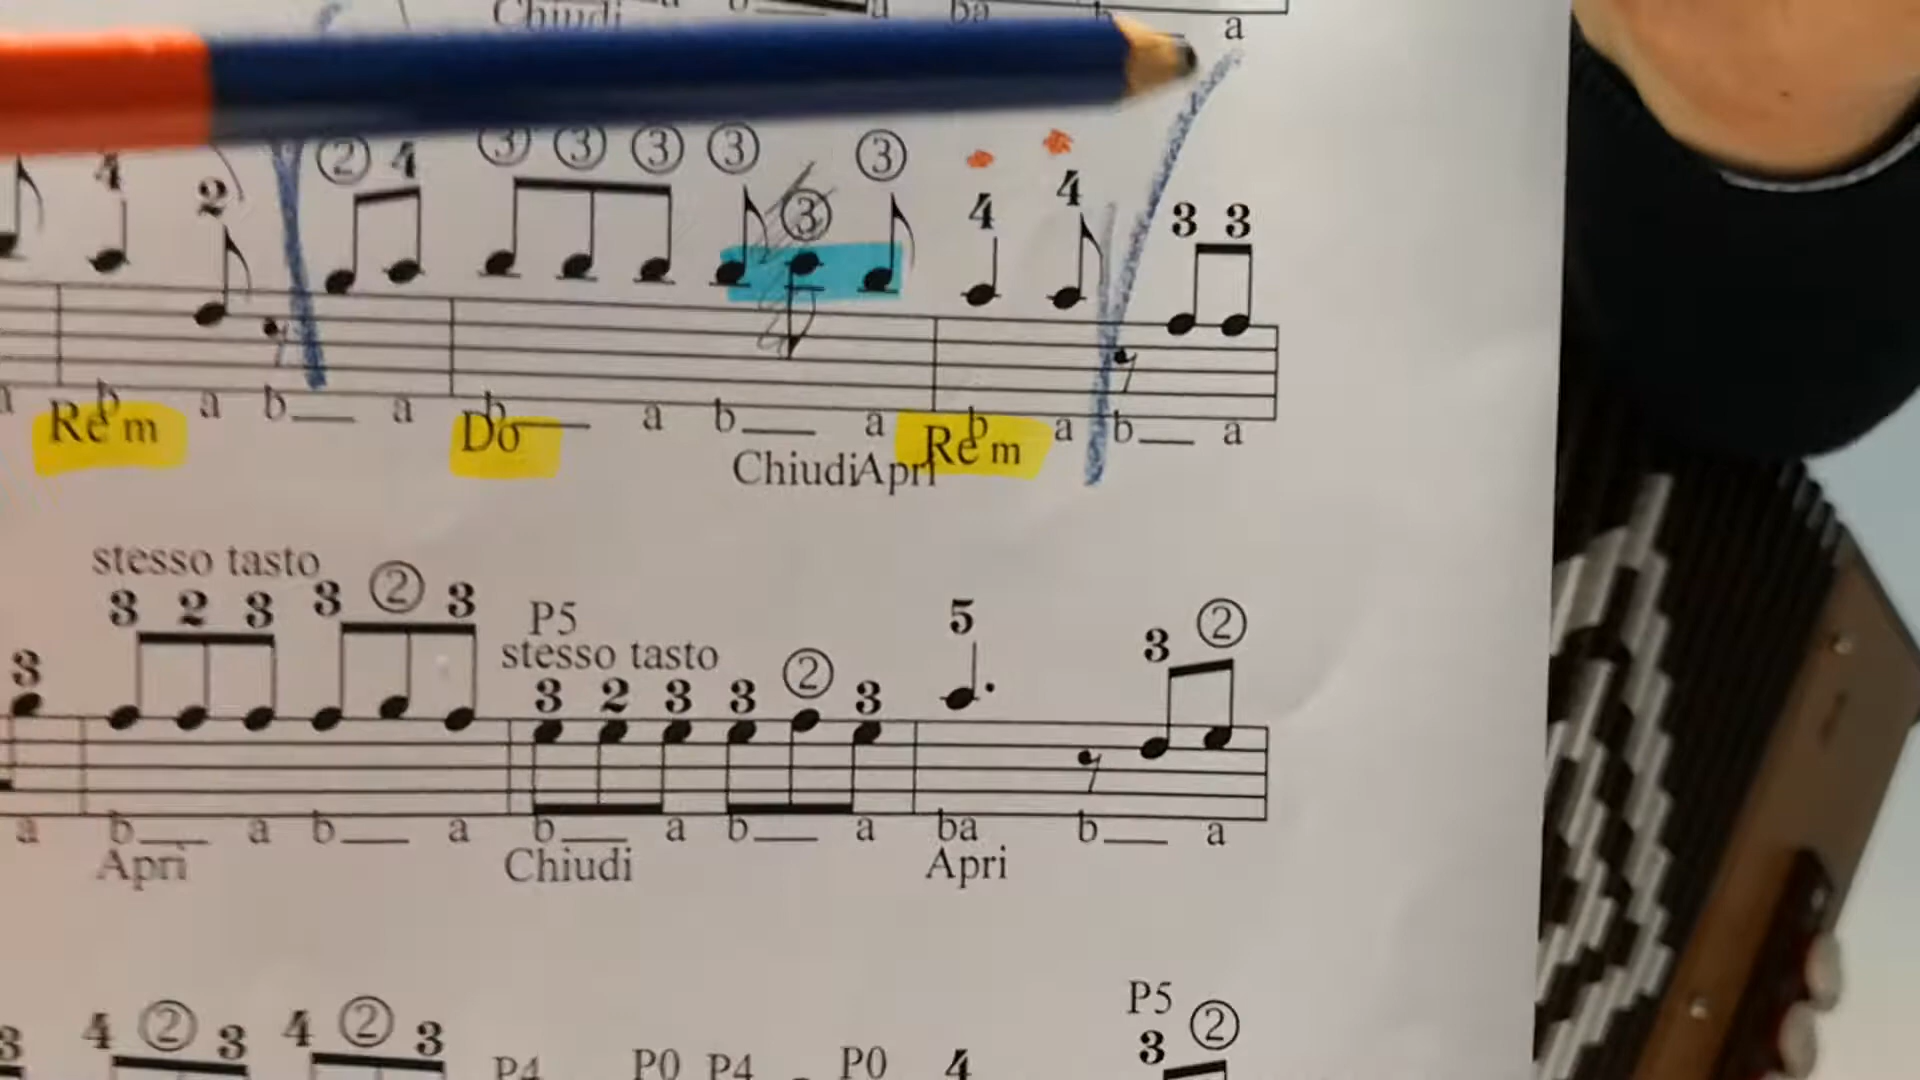 Chiudi a b a ba b a
4 2 ② 4 ③ ③ ③ ③ ③ ③ 4 4 3 3
a b a b a b a b a b a b a
Re m Do Re m
Chiudi Apri
stesso tasto
3 3 2 3 3 ② 3 P5 5 3 ②
stesso tasto
3 2 3 3 ② 3
a b a b a b a b a ba b a
Apri Chiudi Apri
P5
3 4 ② 3 4 ② 3 P4 P0 P4 P0 4 3 ②